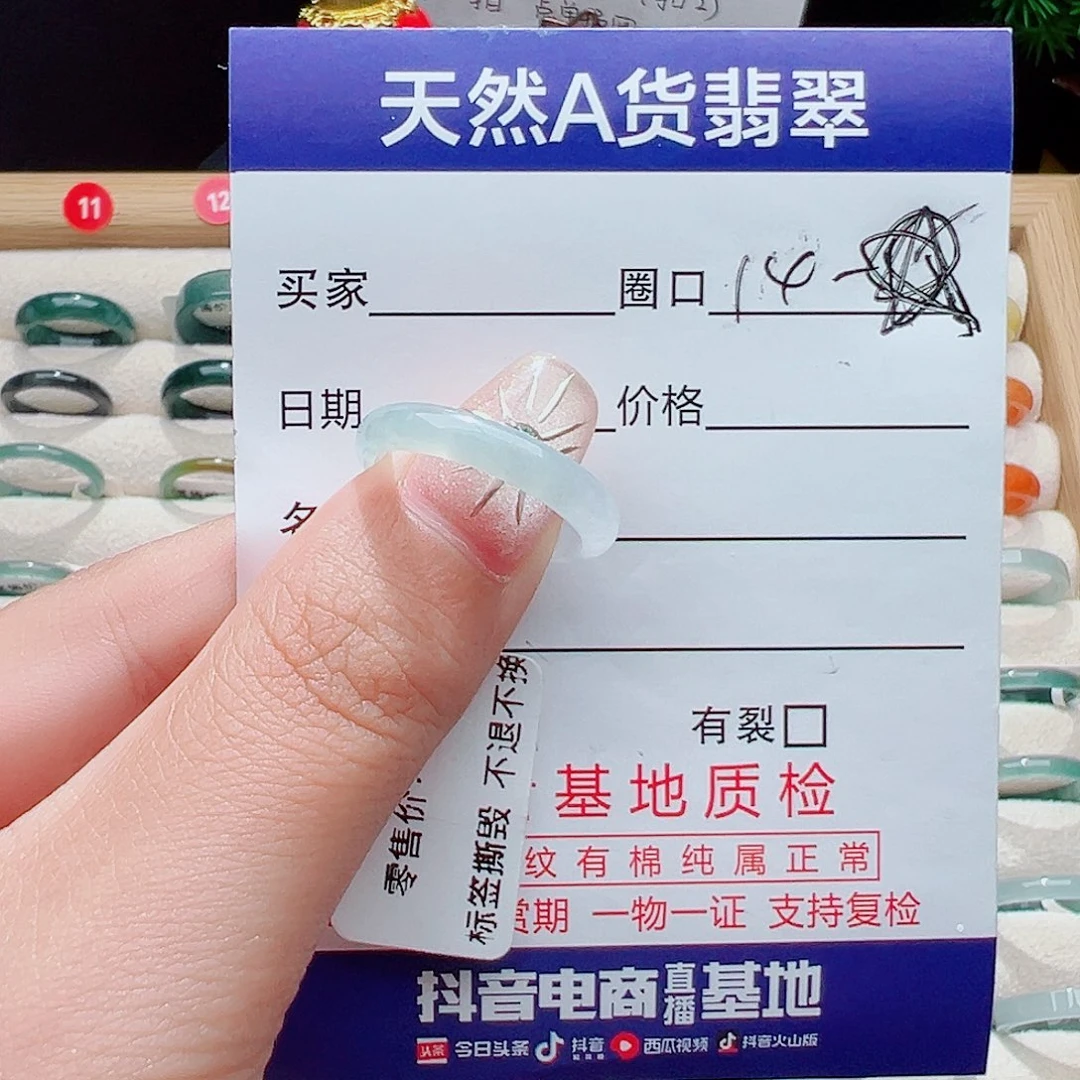 天然A货翡翠
11
12
买家 圈口 14
日期 价格
有裂
基地质检
纹有棉纯属正常
赏期 一物一证 支持复检
零售价:
标签撕毁 不退不换
抖音电商直播基地
头条 今日头条 抖音 西瓜视频 抖音火山版